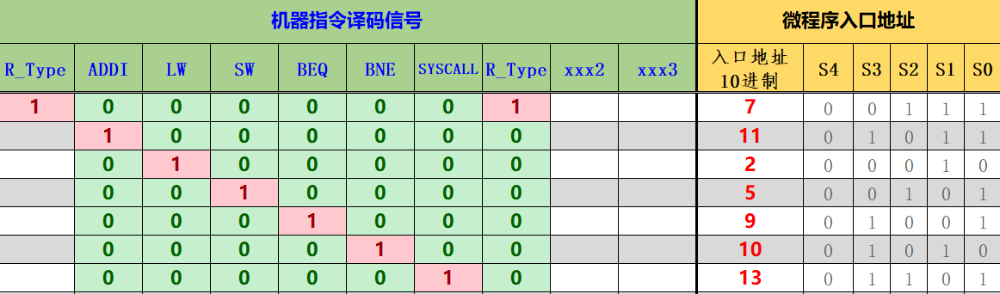 机器指令译码信号 微程序入口地址
R_Type ADDI LW SW BEQ BNE SYSCALL R_Type xxx2 xxx3 入口地址 10进制 S4 S3 S2 S1 S0
1 0 0 0 0 0 0 1 7 0 0 1 1 1
1 0 0 0 0 0 0 11 0 1 0 1 1
0 1 0 0 0 0 0 2 0 0 0 1 0
0 0 1 0 0 0 0 5 0 0 1 0 1
0 0 0 1 0 0 0 9 0 1 0 0 1
0 0 0 0 1 0 0 10 0 1 0 1 0
0 0 0 0 0 1 0 13 0 1 1 0 1